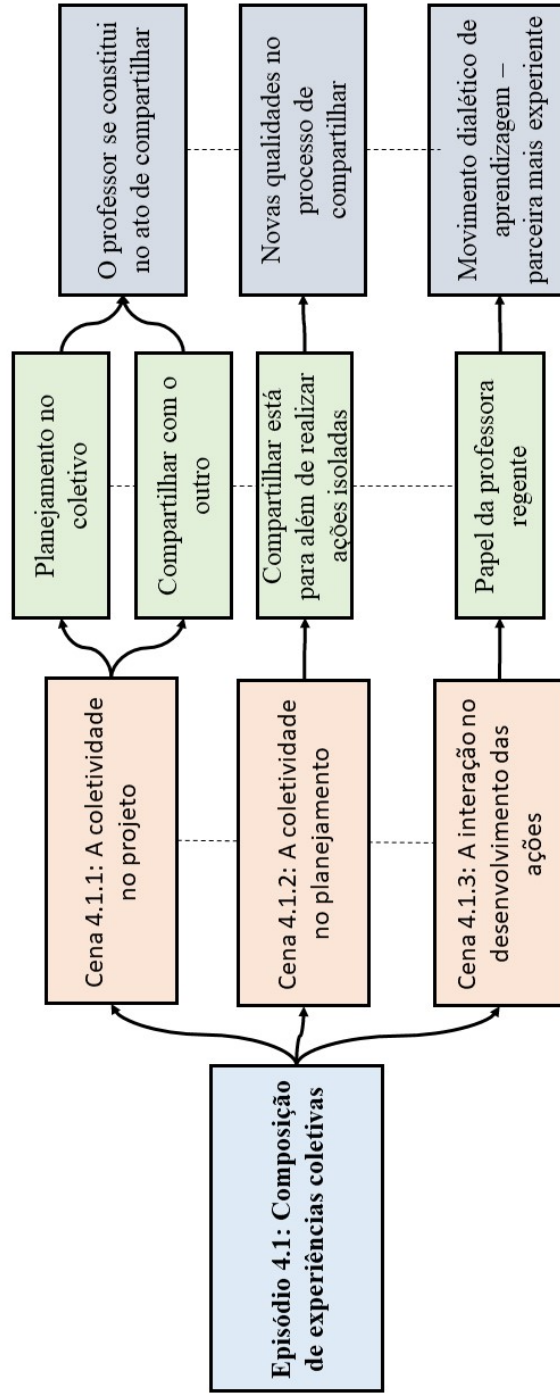 Episódio 4.1: Composição
de experiências coletivas
Cena 4.1.1: A coletividade
no projeto
Cena 4.1.2: A coletividade
no planejamento
Cena 4.1.3: A interação no
desenvolvimento das
ações
Planejamento no
coletivo
Compartilhar com o
outro
Compartilhar está
para além de realizar
ações isoladas
Papel da professora
regente
O professor se constitui
no ato de compartilhar
Novas qualidades no
processo de
compartilhar
Movimento dialético de
aprendizagem –
parceira mais experiente